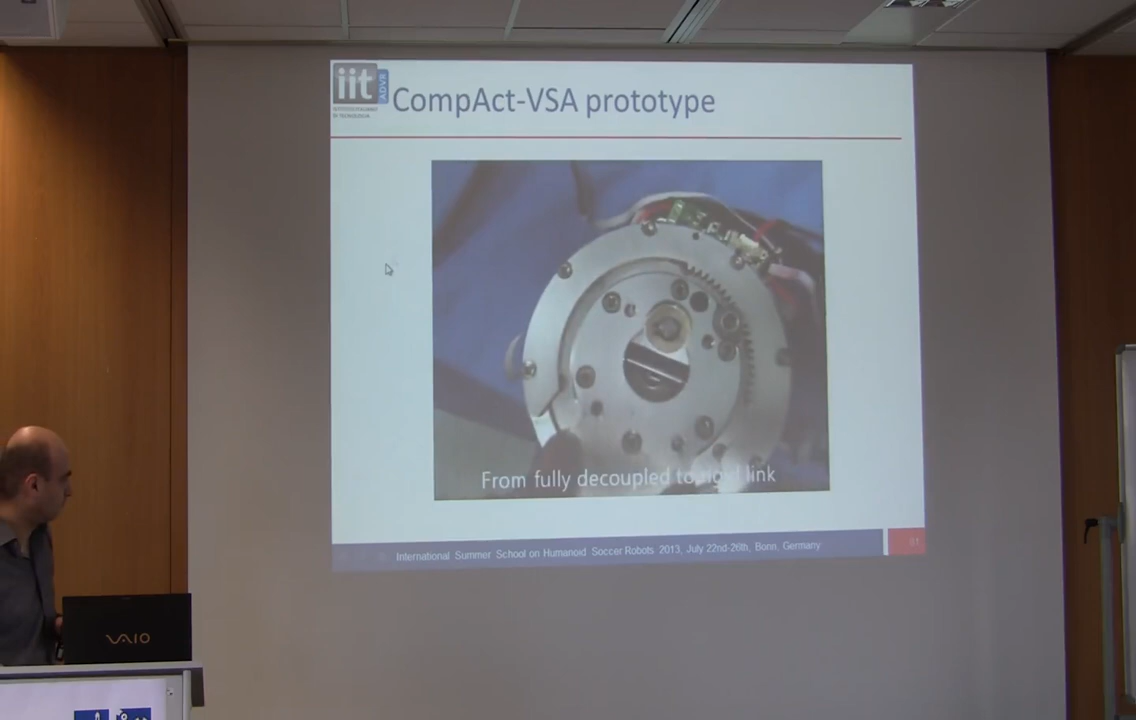 iit
ADVR
CompAct-VSA prototype
From fully decoupled to rigid link
International Summer School on Humanoid Soccer Robots 2013, July 22nd-26th, Bonn, Germany
VAIO